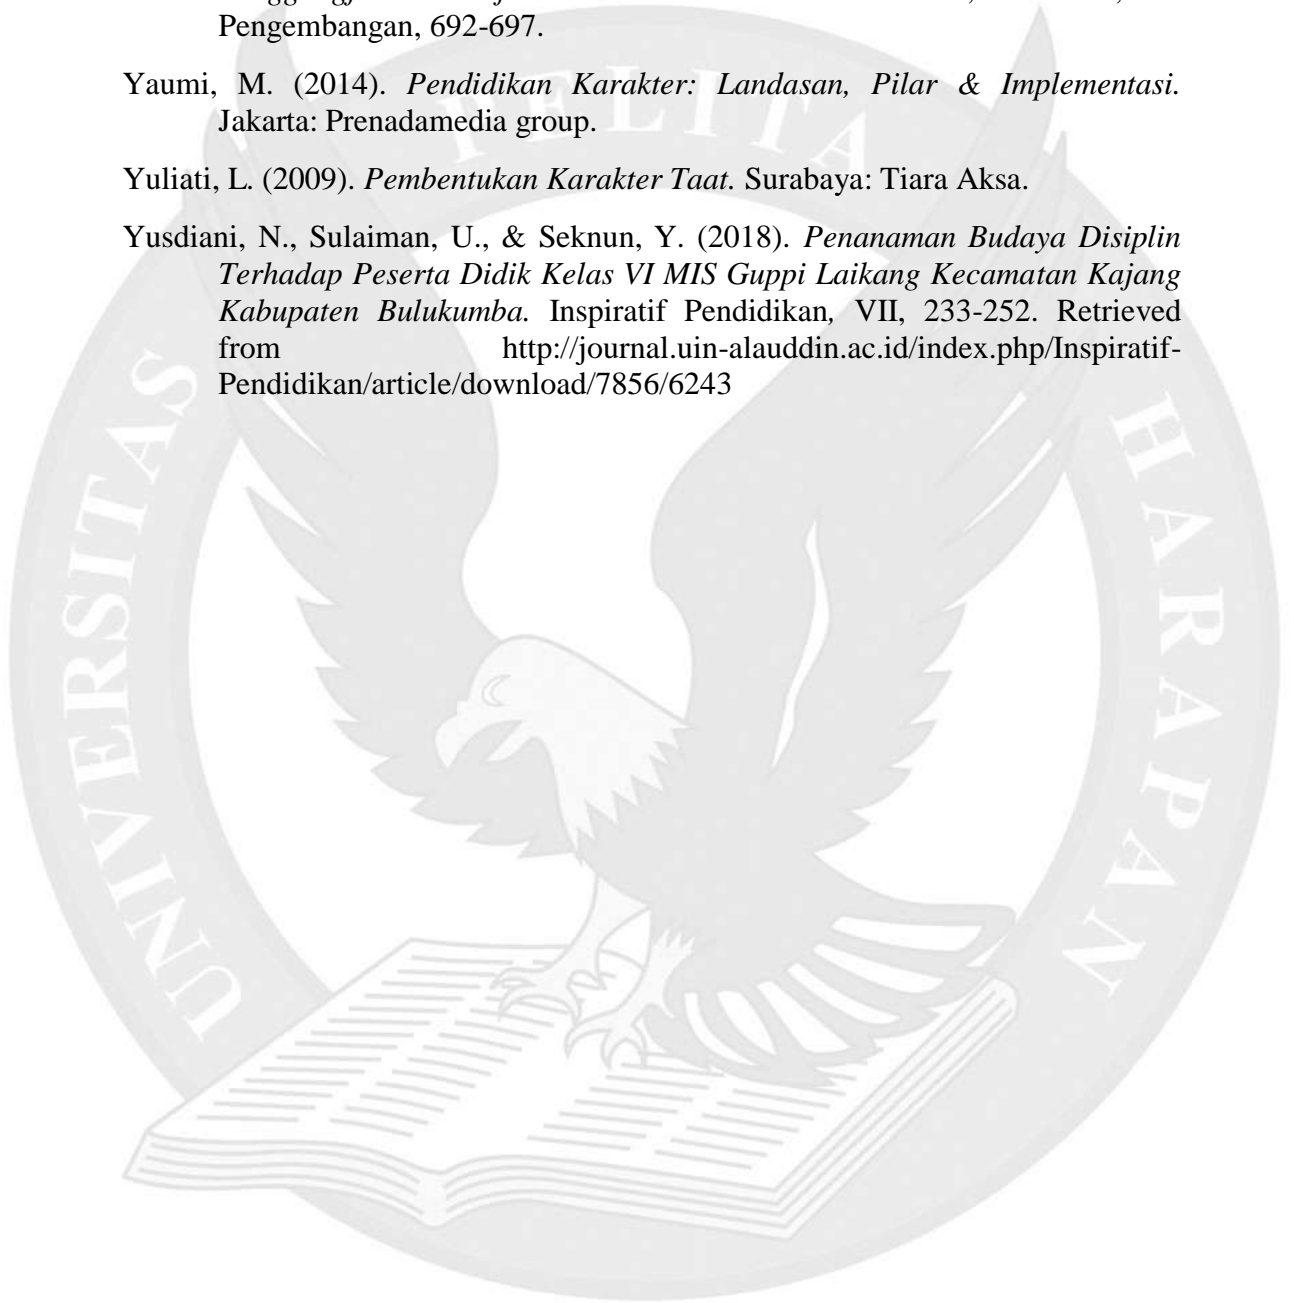 Pengembangan, 692-697.
Yaumi, M. (2014). Pendidikan Karakter: Landasan, Pilar & Implementasi.
Jakarta: Prenadamedia group.
Yuliati, L. (2009). Pembentukan Karakter Taat. Surabaya: Tiara Aksa.
Yusdiani, N., Sulaiman, U., & Seknun, Y. (2018). Penanaman Budaya Disiplin
Terhadap Peserta Didik Kelas VI MIS Guppi Laikang Kecamatan Kajang
Kabupaten Bulukumba. Inspiratif Pendidikan, VII, 233-252. Retrieved
from http://journal.uin-alauddin.ac.id/index.php/Inspiratif-
Pendidikan/article/download/7856/6243
UNIVERSITAS PELITA HARAPAN